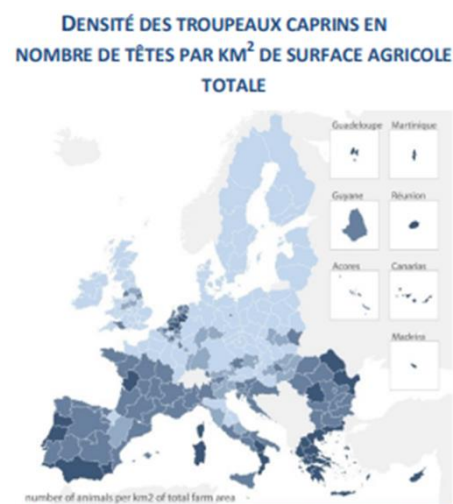 DENSITÉ DES TROUPEAUX CAPRINS EN
NOMBRE DE TÊTES PAR KM² DE SURFACE AGRICOLE
TOTALE
Guadeloupe Martinique
Guyane Réunion
Acores Canarias
Madeira
number of animals per km2 of total farm area